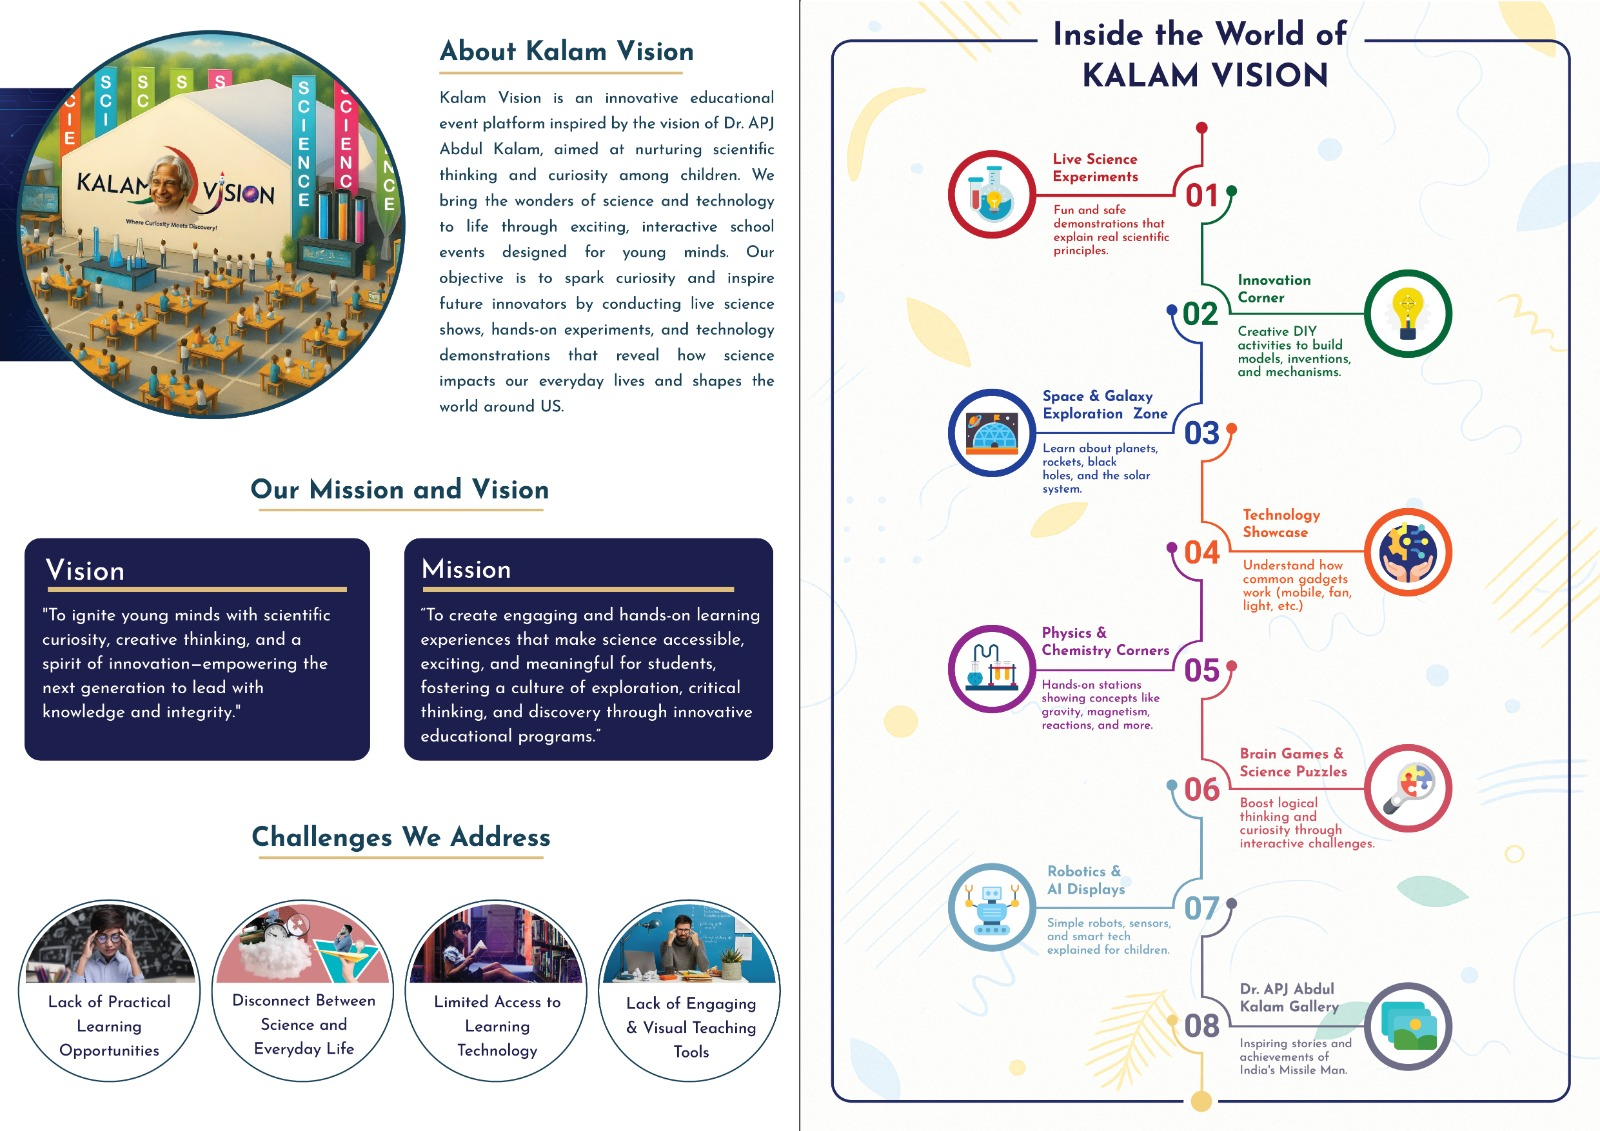 SCIE
SCI
SC
S
S
SCIENCE
SCIENC
NCE
KALAM VISION
Where Curiosity Meets Discovery!
About Kalam Vision
Kalam Vision is an innovative educational
event platform inspired by the vision of Dr. APJ
Abdul Kalam, aimed at nurturing scientific
thinking and curiosity among children. We
bring the wonders of science and technology
to life through exciting, interactive school
events designed for young minds. Our
objective is to spark curiosity and inspire
future innovators by conducting live science
shows, hands-on experiments, and technology
demonstrations that reveal how science
impacts our everyday lives and shapes the
world around US.
Our Mission and Vision
Vision
"To ignite young minds with scientific
curiosity, creative thinking, and a
spirit of innovation—empowering the
next generation to lead with
knowledge and integrity."
Mission
“To create engaging and hands-on learning
experiences that make science accessible,
exciting, and meaningful for students,
fostering a culture of exploration, critical
thinking, and discovery through innovative
educational programs.”
Challenges We Address
Lack of Practical
Learning
Opportunities
Disconnect Between
Science and
Everyday Life
Limited Access to
Learning
Technology
Lack of Engaging
& Visual Teaching
Tools
Inside the World of
KALAM VISION
Live Science
Experiments
01
Fun and safe
demonstrations that
explain real scientific
principles.
Innovation
Corner
02
Creative DIY
activities to build
models, inventions,
and mechanisms.
Space & Galaxy
Exploration Zone
03
Learn about planets,
rockets, black
holes, and the solar
system.
Technology
Showcase
04
Understand how
common gadgets
work (mobile, fan,
light, etc.)
Physics &
Chemistry Corners
05
Hands-on stations
showing concepts like
gravity, magnetism,
reactions, and more.
Brain Games &
Science Puzzles
06
Boost logical
thinking and
curiosity through
interactive challenges.
Robotics &
AI Displays
07
Simple robots, sensors,
and smart tech
explained for children.
Dr. APJ Abdul
Kalam Gallery
08
Inspiring stories and
achievements of
India's Missile Man.